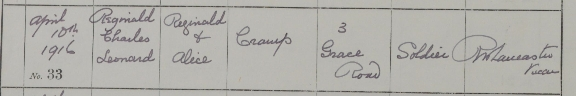 April
10th
1916
No. 33
Reginald
Charles
Leonard
Reginald
&
Alice
Cramp
3
Grace
Road
Soldier
Lancaster
Vicar